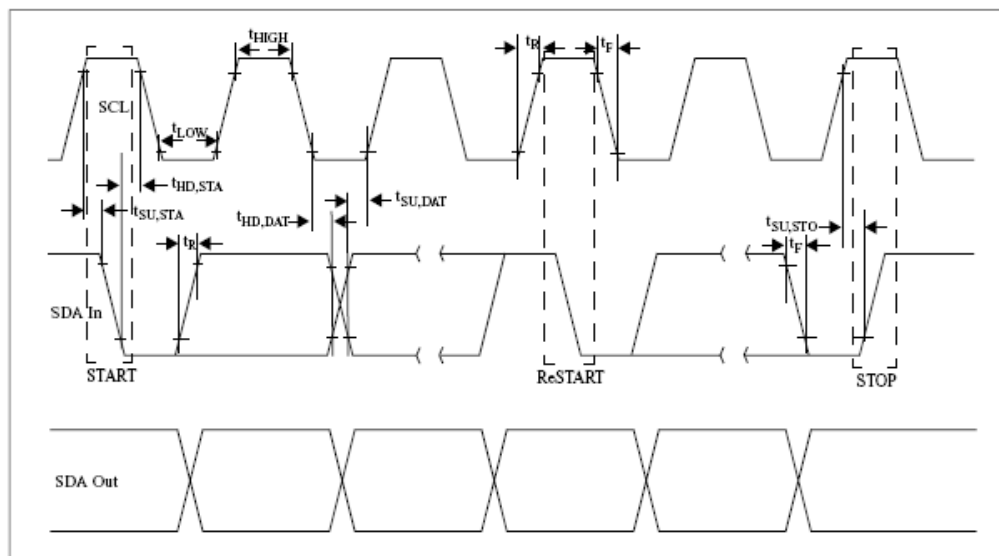 tHIGH
tR
tF
SCL
tLOW
tHD,STA
tSU,STA
tHD,DAT
tSU,DAT
tSU,STO
tR
tF
SDA In
START
ReSTART
STOP
SDA Out